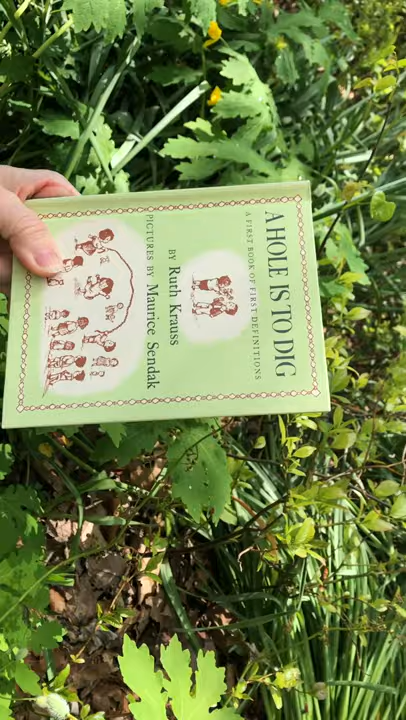 A HOLE IS TO DIG
A FIRST BOOK OF FIRST DEFINITIONS
BY Ruth Krauss
PICTURES BY Maurice Sendak